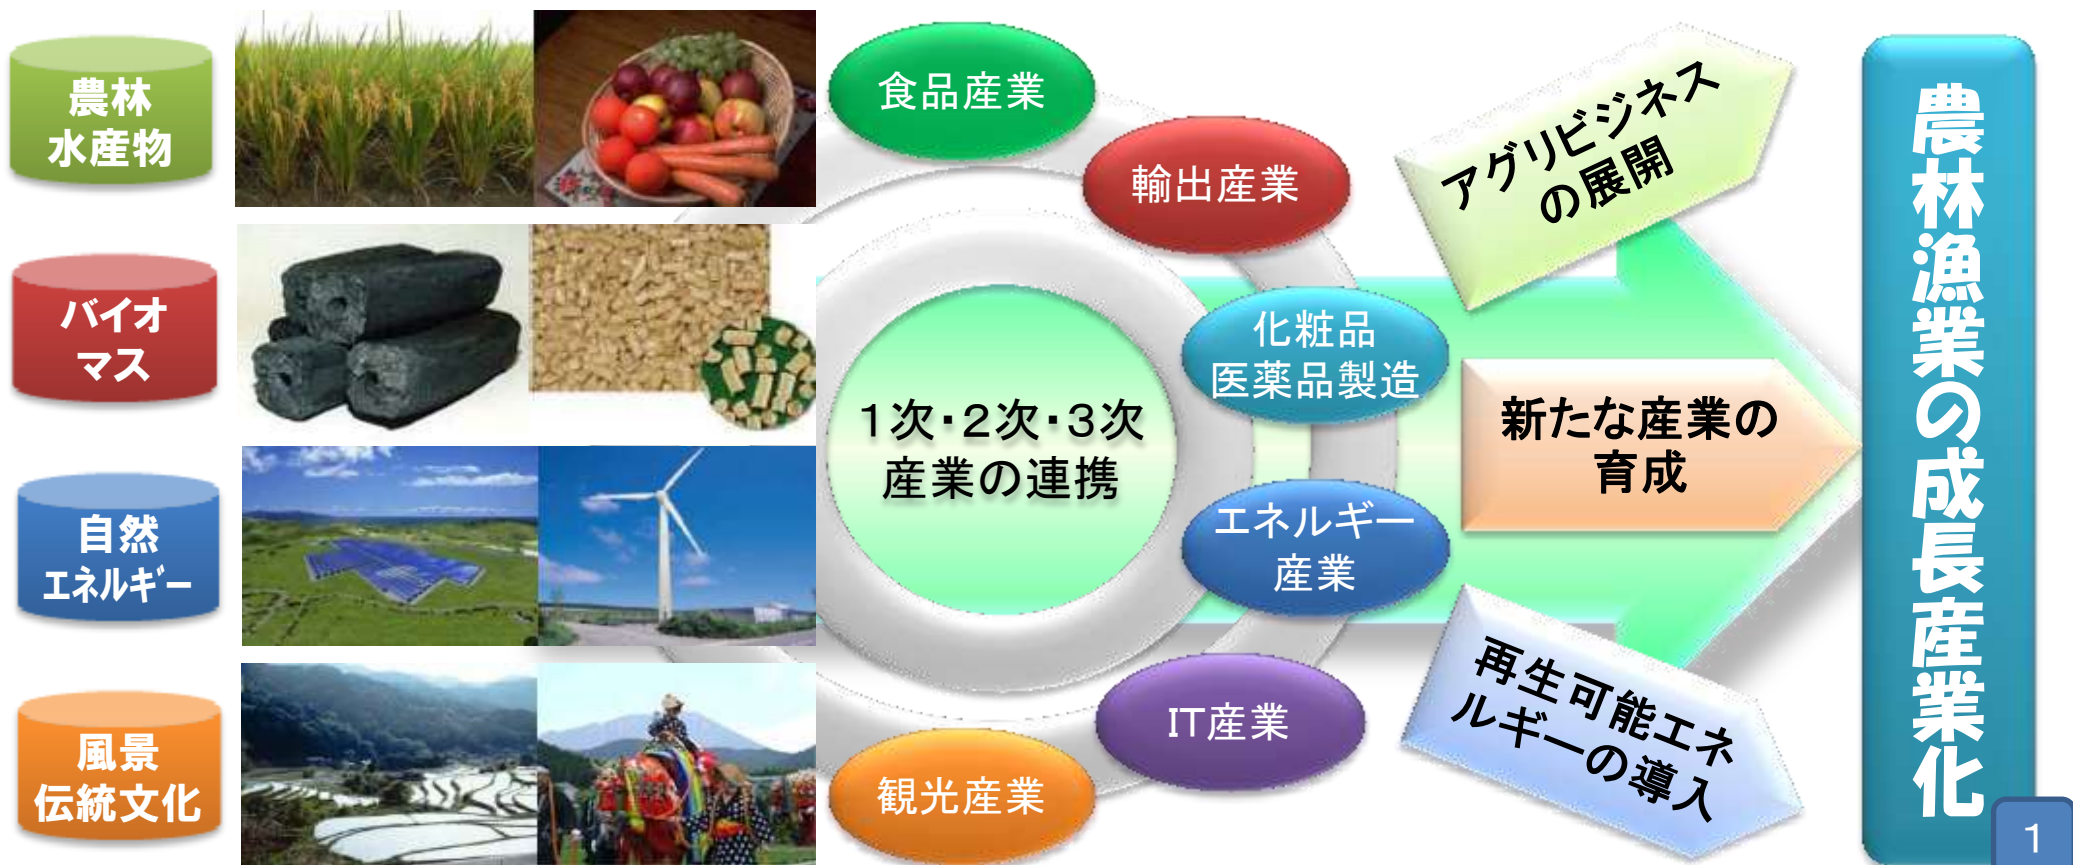 農林
水産物
バイオ
マス
自然
エネルギー
風景
伝統文化
食品産業
輸出産業
化粧品
医薬品製造
1次・2次・3次
産業の連携
エネルギー
産業
IT産業
観光産業
アグリビジネス
の展開
新たな産業の
育成
再生可能エネ
ルギーの導入
農林漁業の成長産業化
1